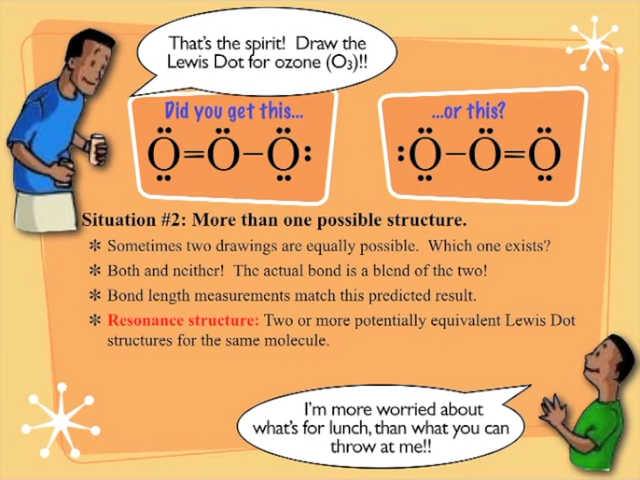 That's the spirit! Draw the
Lewis Dot for ozone (O₃)!!
Did you get this...
...or this?
O=O−O
O−O=O
Situation #2: More than one possible structure.
✻ Sometimes two drawings are equally possible. Which one exists?
✻ Both and neither! The actual bond is a blend of the two!
✻ Bond length measurements match this predicted result.
✻ Resonance structure: Two or more potentially equivalent Lewis Dot
structures for the same molecule.
I'm more worried about
what's for lunch, than what you can
throw at me!!